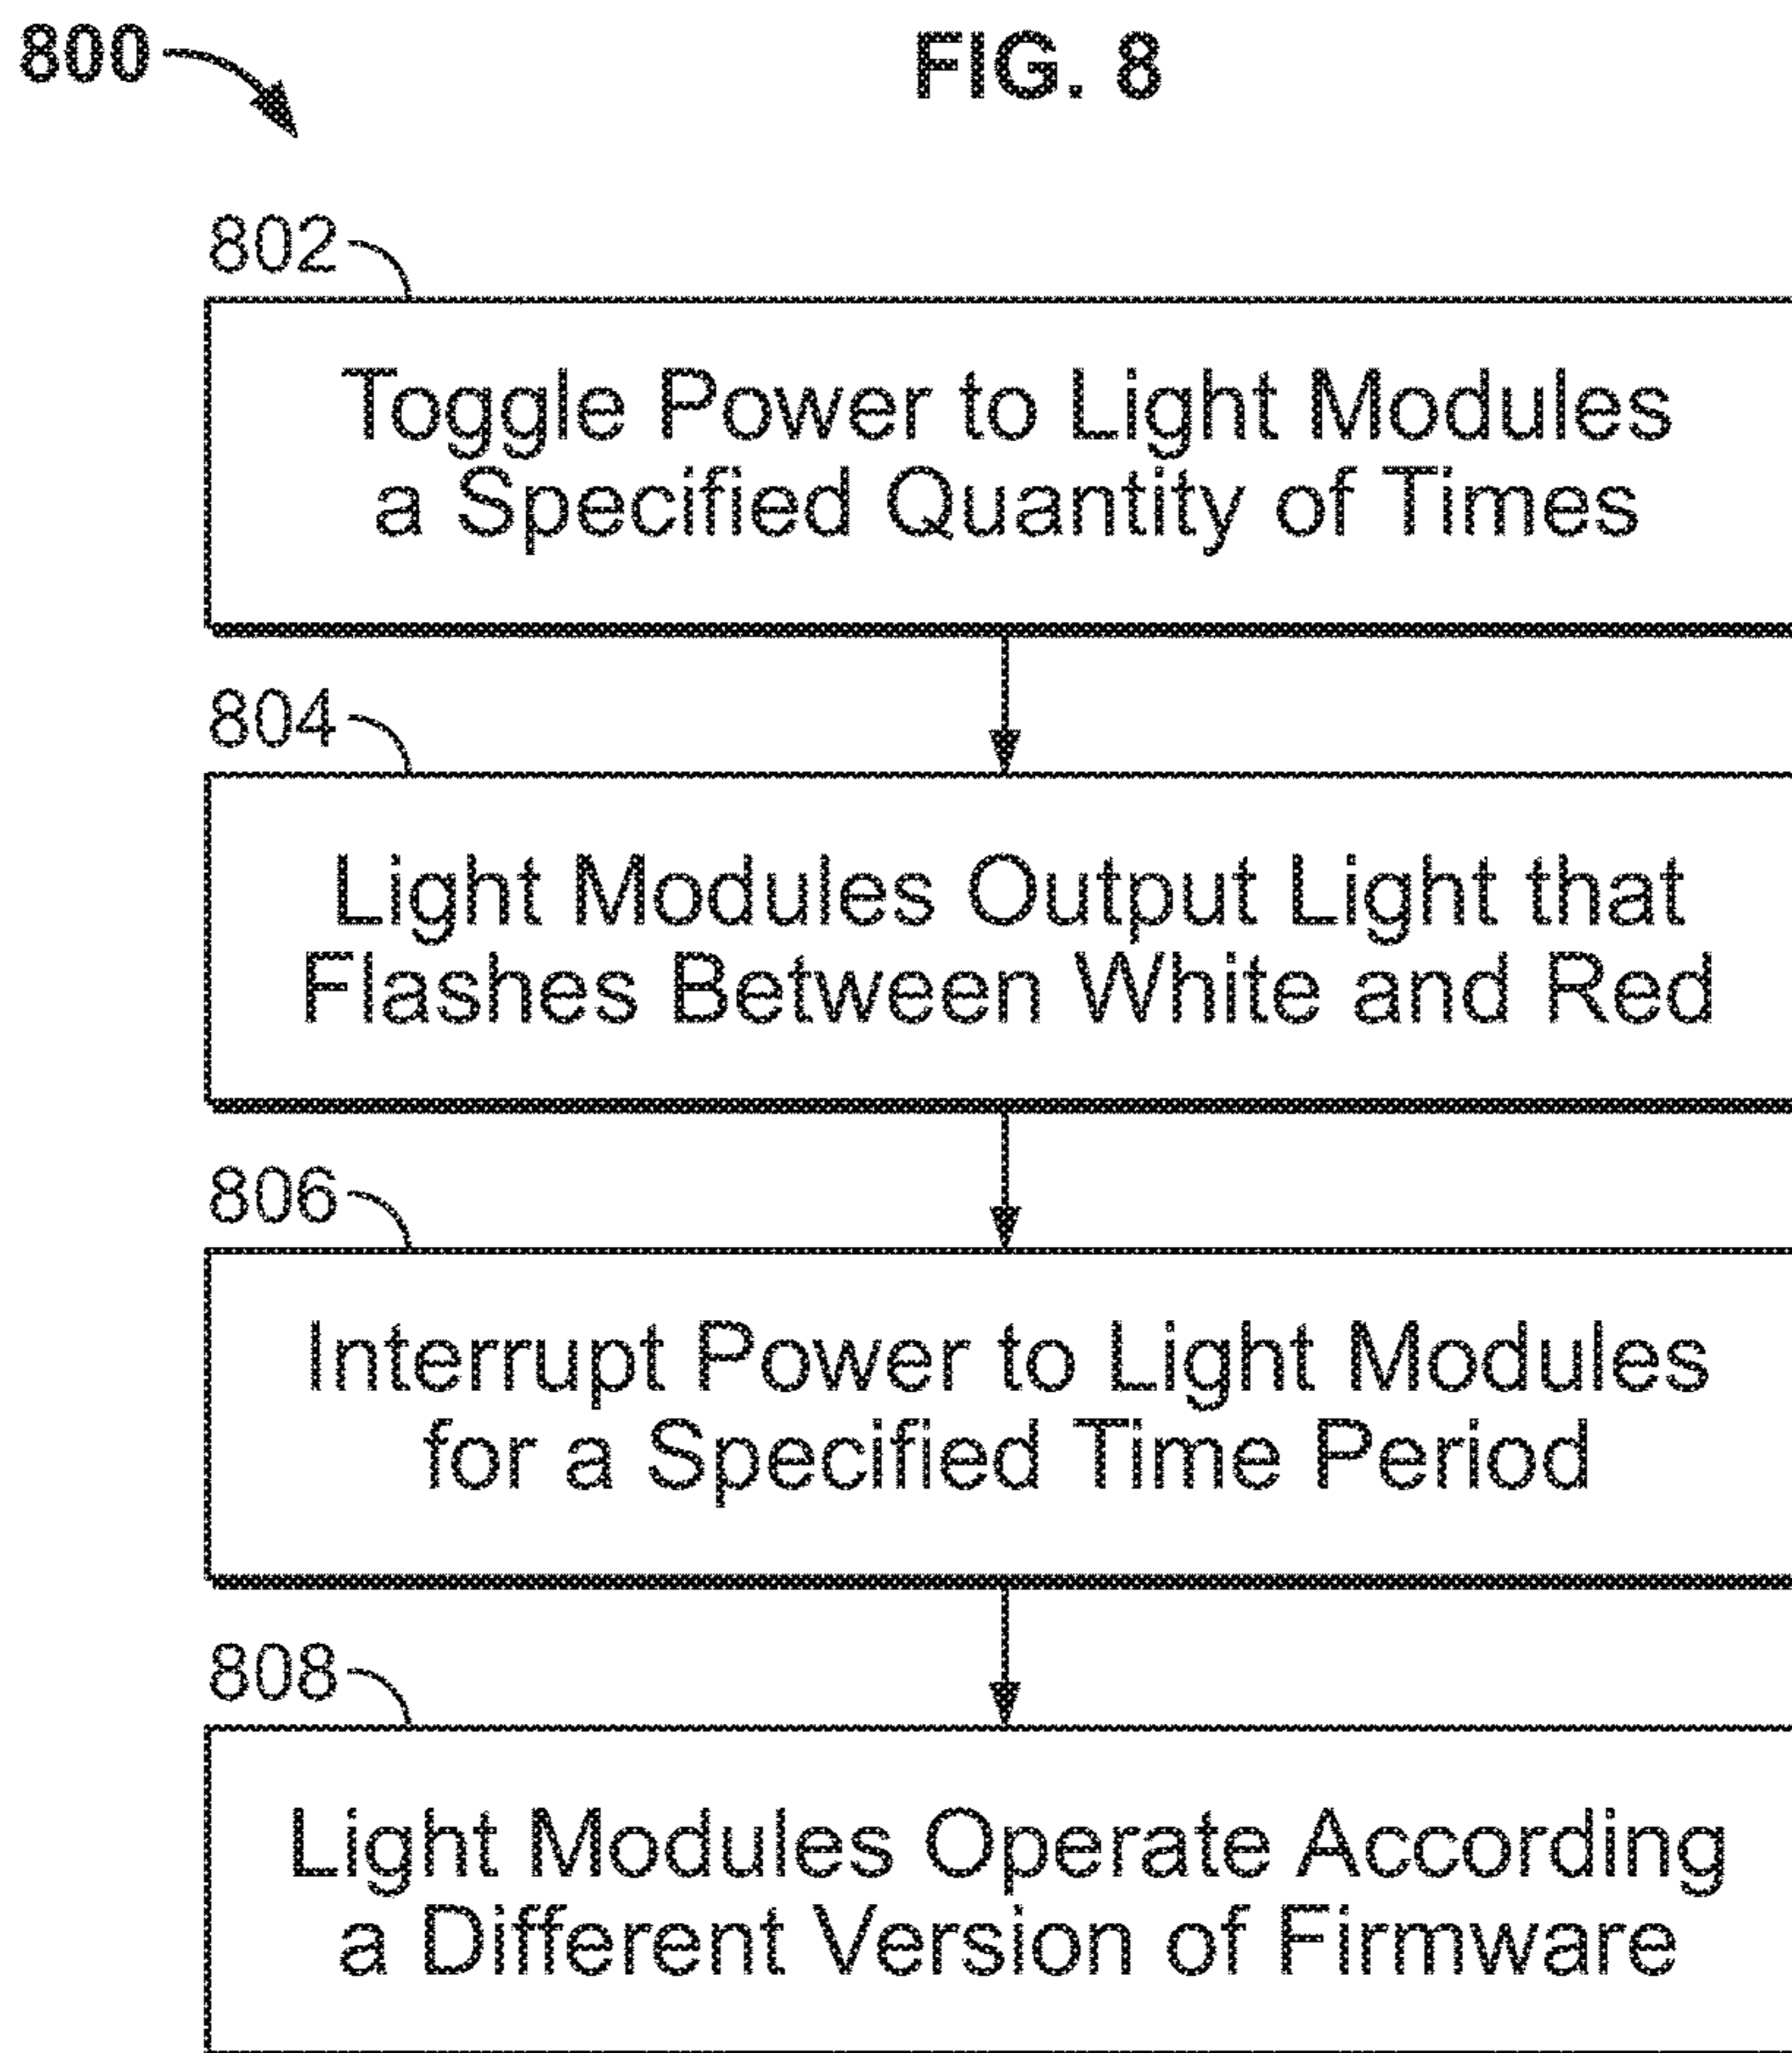 800
FIG. 8
802
Toggle Power to Light Modules
a Specified Quantity of Times
804
Light Modules Output Light that
Flashes Between White and Red
806
Interrupt Power to Light Modules
for a Specified Time Period
808
Light Modules Operate According
a Different Version of Firmware